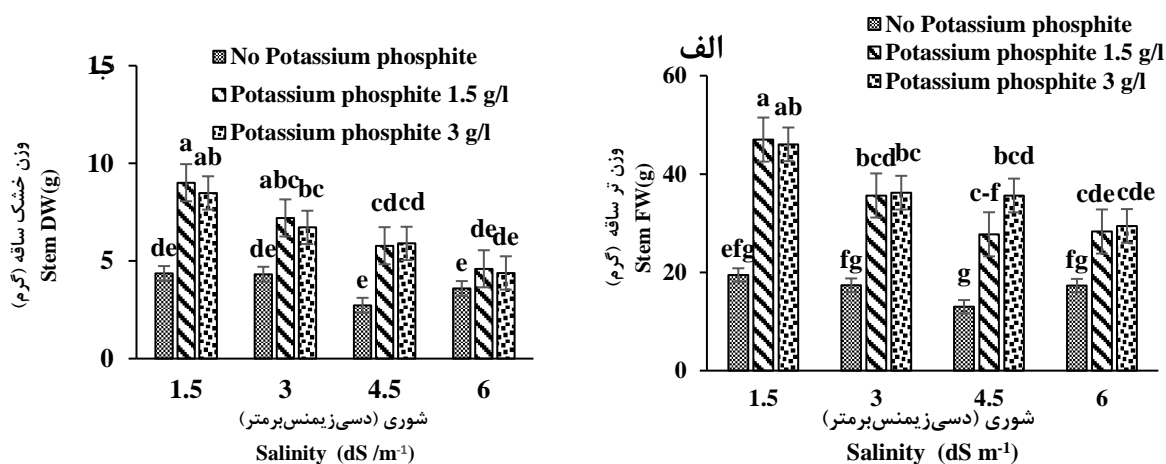 ب
No Potassium phosphite
Potassium phosphite 1.5 g/l
Potassium phosphite 3 g/l
وزن خشک ساقه (گرم)
Stem DW(g)
15
10
5
0
de
a
ab
de
abc
bc
e
cd
cd
e
de
de
1.5
3
4.5
6
شوری (دسی‌زیمنس‌برمتر)
Salinity (dS /m-1)
الف
No Potassium phosphite
Potassium phosphite 1.5 g/l
Potassium phosphite 3 g/l
وزن تر ساقه (گرم)
Stem FW(g)
60
40
20
0
efg
a
ab
fg
bcd
bc
g
c-f
bcd
fg
cde
cde
1.5
3
4.5
6
شوری (دسی‌زیمنس‌برمتر)
Salinity (dS m-1)